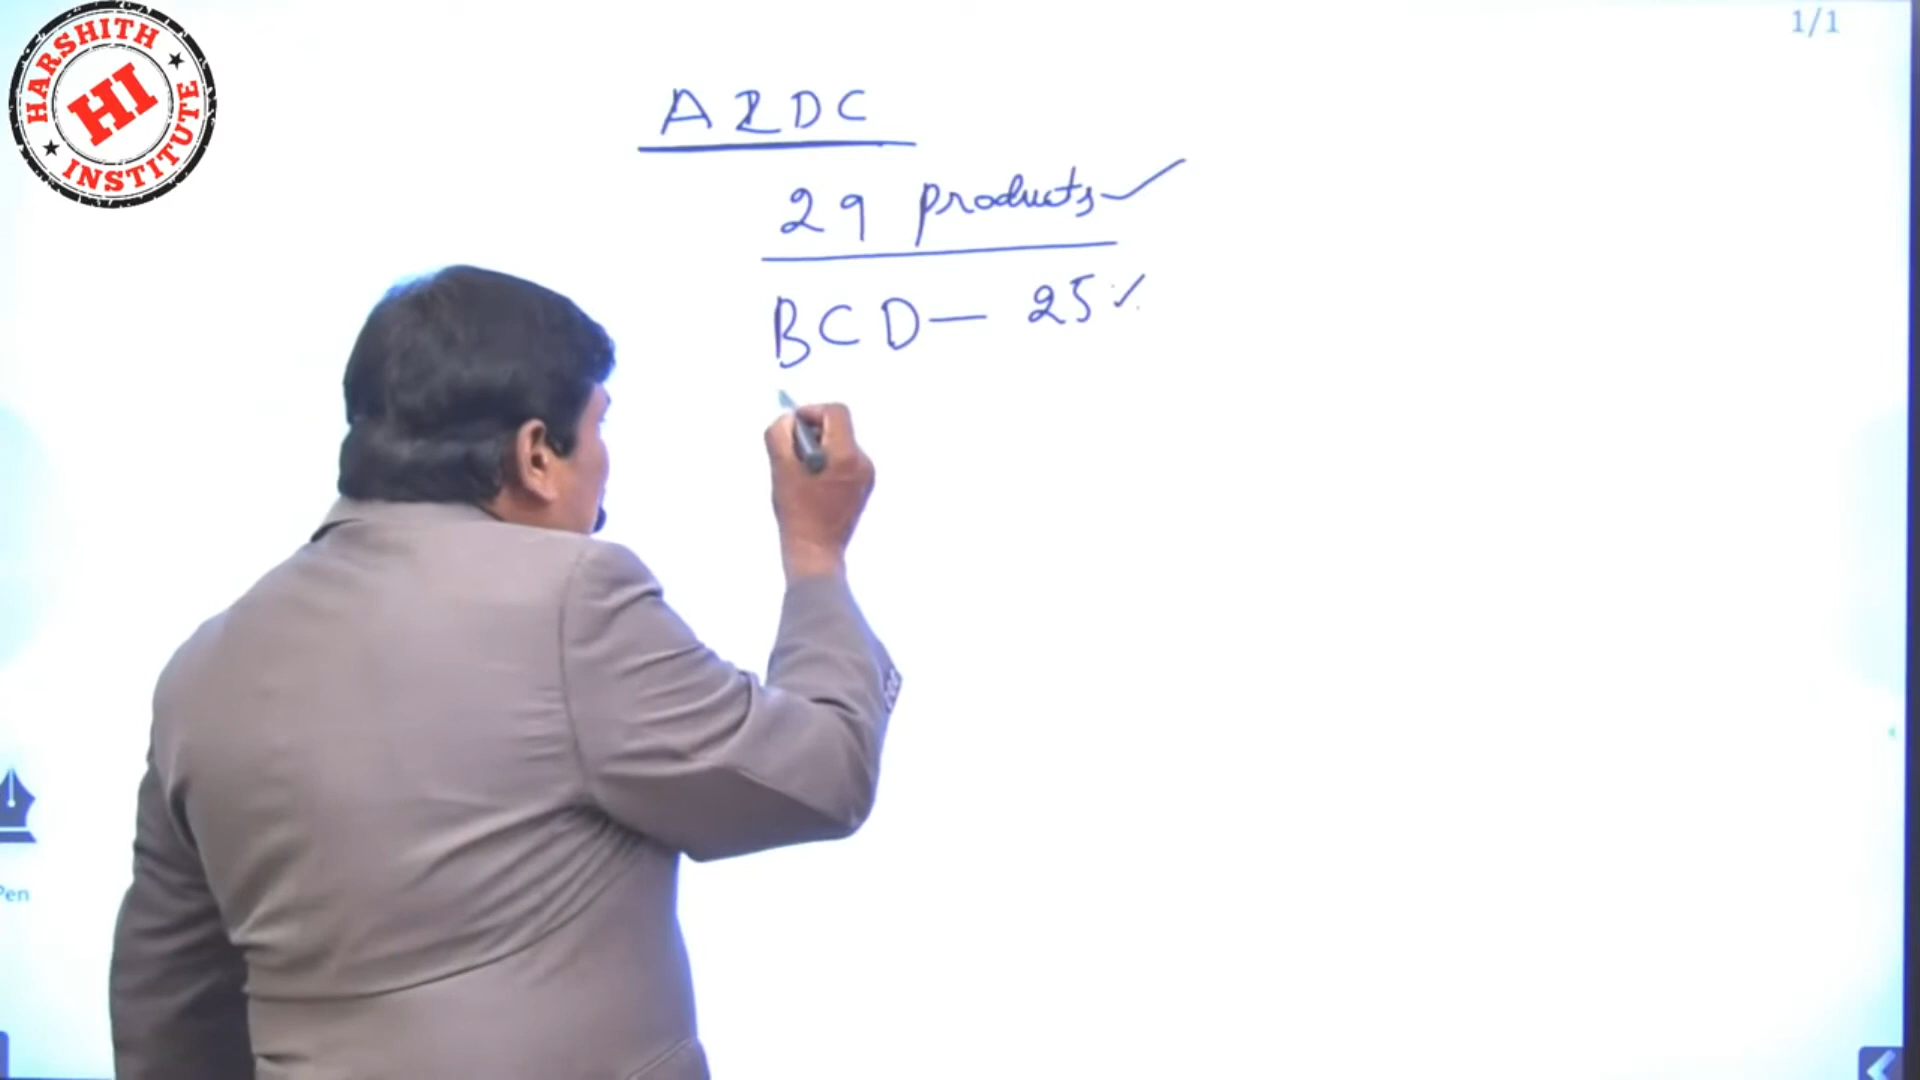 HARSHITH
HI
INSTITUTE
1/1
AIDC
29 products
BCD — 25%
Pen